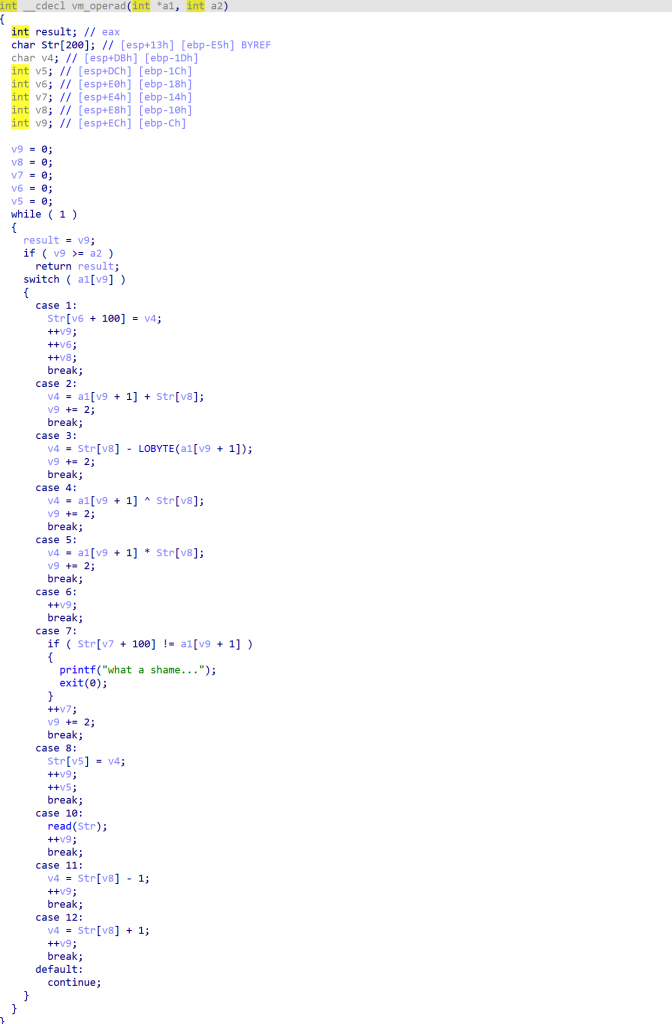 int __cdecl vm_operad(int *a1, int a2)
{
  int result; // eax
  char Str[200]; // [esp+13h] [ebp-E5h] BYREF
  char v4; // [esp+DBh] [ebp-1Dh]
  int v5; // [esp+DCh] [ebp-1Ch]
  int v6; // [esp+E0h] [ebp-18h]
  int v7; // [esp+E4h] [ebp-14h]
  int v8; // [esp+E8h] [ebp-10h]
  int v9; // [esp+ECh] [ebp-Ch]

  v9 = 0;
  v8 = 0;
  v7 = 0;
  v6 = 0;
  v5 = 0;
  while ( 1 )
  {
    result = v9;
    if ( v9 >= a2 )
      return result;
    switch ( a1[v9] )
    {
      case 1:
        Str[v6 + 100] = v4;
        ++v9;
        ++v6;
        ++v8;
        break;
      case 2:
        v4 = a1[v9 + 1] + Str[v8];
        v9 += 2;
        break;
      case 3:
        v4 = Str[v8] - LOBYTE(a1[v9 + 1]);
        v9 += 2;
        break;
      case 4:
        v4 = a1[v9 + 1] ^ Str[v8];
        v9 += 2;
        break;
      case 5:
        v4 = a1[v9 + 1] * Str[v8];
        v9 += 2;
        break;
      case 6:
        ++v9;
        break;
      case 7:
        if ( Str[v7 + 100] != a1[v9 + 1] )
        {
          printf("what a shame...");
          exit(0);
        }
        ++v7;
        v9 += 2;
        break;
      case 8:
        Str[v5] = v4;
        ++v9;
        ++v5;
        break;
      case 10:
        read(Str);
        ++v9;
        break;
      case 11:
        v4 = Str[v8] - 1;
        ++v9;
        break;
      case 12:
        v4 = Str[v8] + 1;
        ++v9;
        break;
      default:
        continue;
    }
  }
}